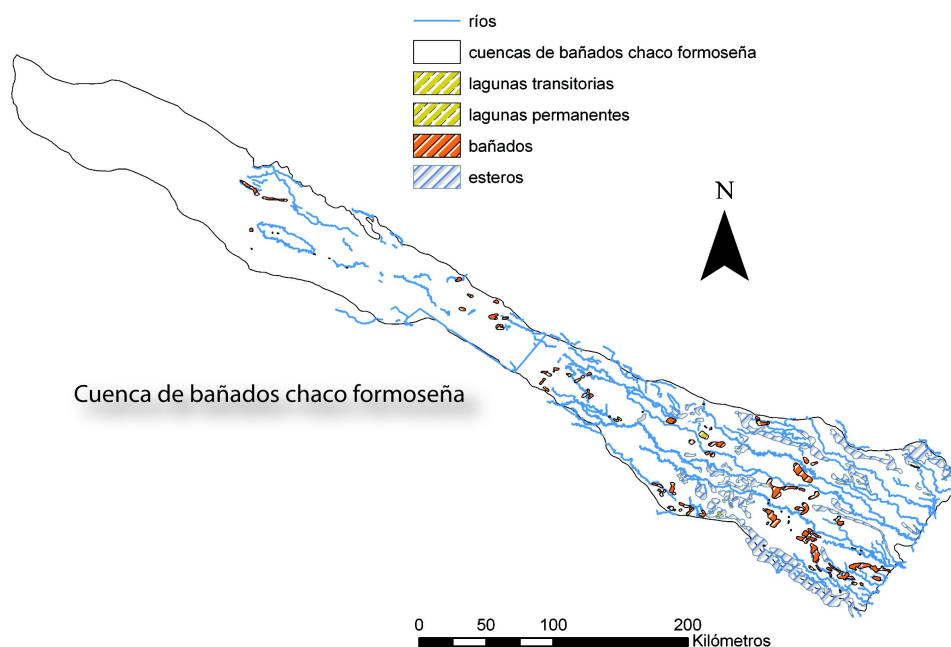 ríos
cuencas de bañados chaco formoseña
lagunas transitorias
lagunas permanentes
bañados
esteros
N
Cuenca de bañados chaco formoseña
0 50 100 200
Kilómetros